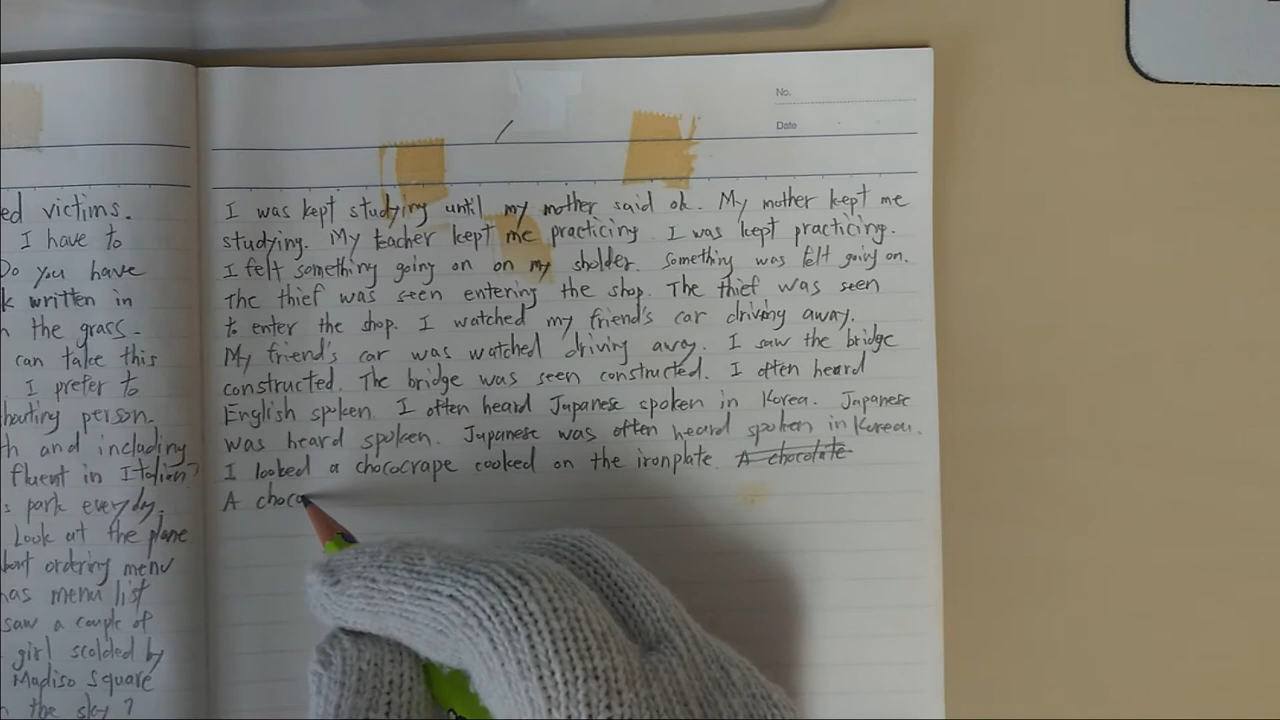 No.
Date
ed victims.
I have to
Do you have
k written in
n the grass.
can take this
I prefer to
houting person.
th and including
fluent in Italian?
s park everyday.
Look at the plane
bout ordering menu
has menu list
saw a couple of
girl scolded by
Madiso Square
n the sky?
I was kept studying until my mother said ok. My mother kept me
studying. My teacher kept me practicing. I was kept practicing.
I felt something going on on my sholder. Something was felt going on.
The thief was seen entering the shop. The thief was seen
to enter the shop. I watched my friend's car driving away.
My friend's car was watched driving away. I saw the bridge
constructed. The bridge was seen constructed. I often heard
English spoken. I often heard Japanese spoken in Korea. Japanese
was heard spoken. Japanese was often heard spoken in Korea.
I looked a chococrape cooked on the ironplate. A chocolate
A choco